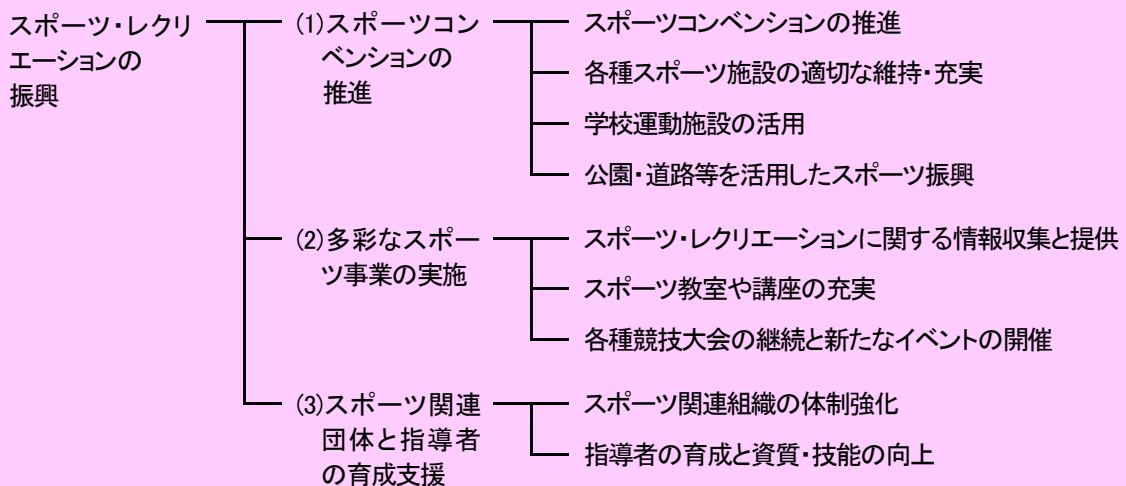 スポーツ・レクリ
エーションの
振興
(1)スポーツコン
ベンションの
推進
スポーツコンベンションの推進
各種スポーツ施設の適切な維持・充実
学校運動施設の活用
公園・道路等を活用したスポーツ振興
(2)多彩なスポー
ツ事業の実施
スポーツ・レクリエーションに関する情報収集と提供
スポーツ教室や講座の充実
各種競技大会の継続と新たなイベントの開催
(3)スポーツ関連
団体と指導者
の育成支援
スポーツ関連組織の体制強化
指導者の育成と資質・技能の向上